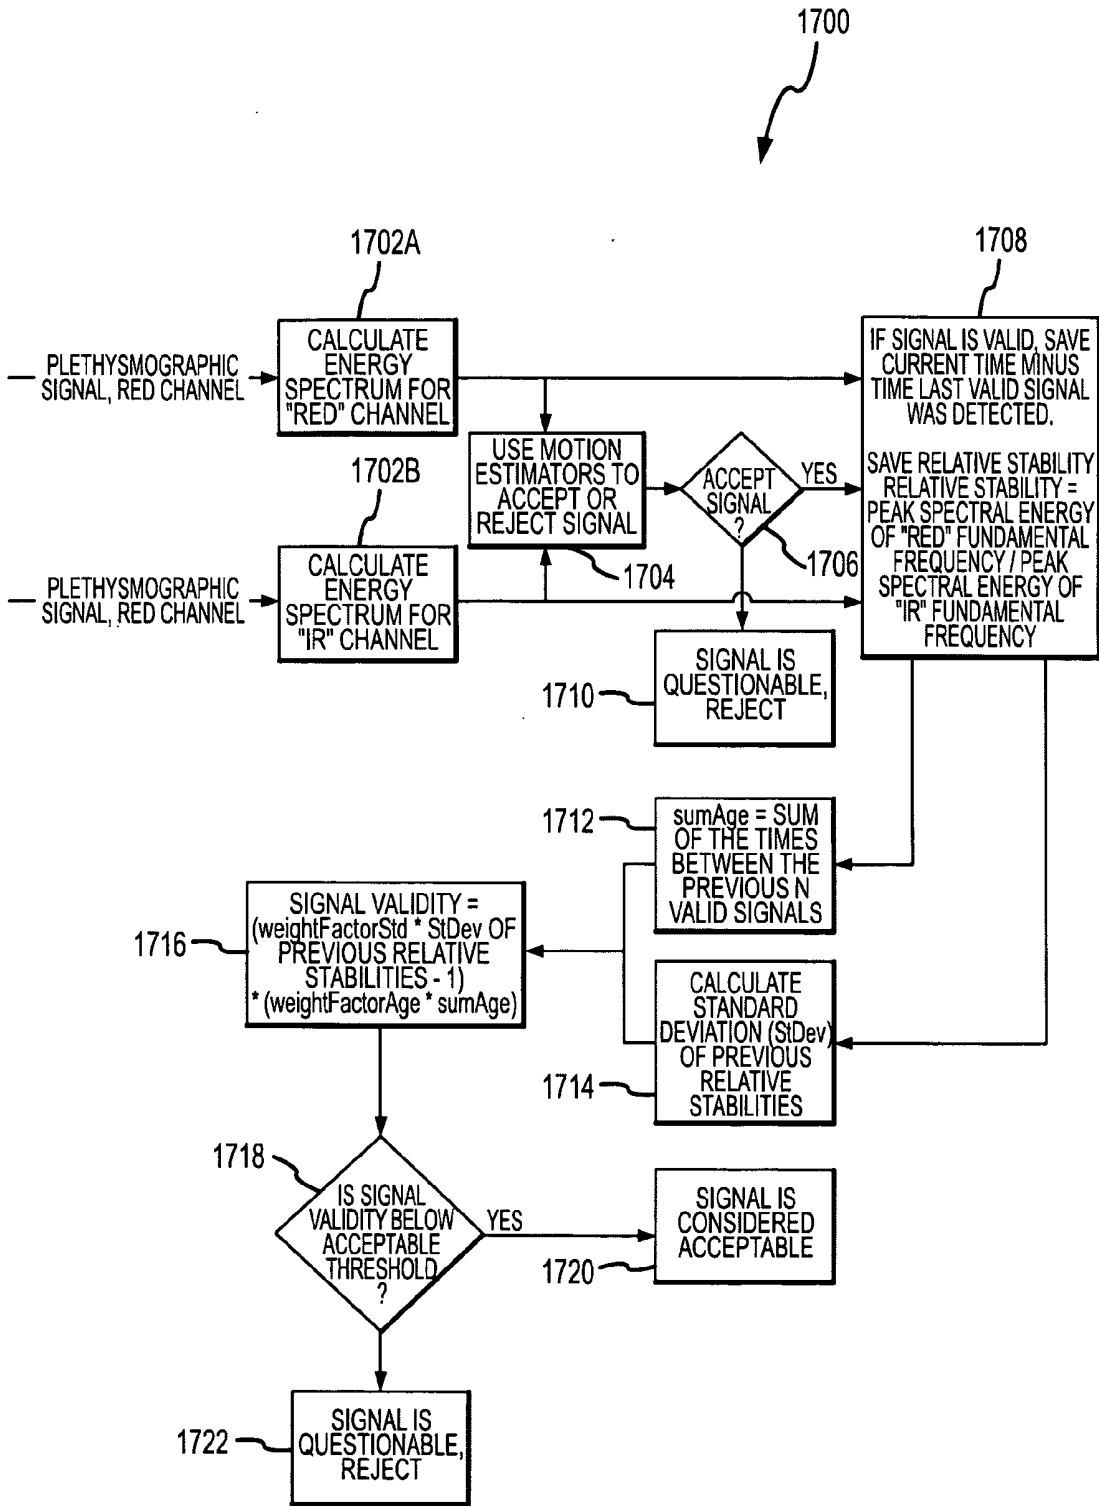 1700
1702A
1708
PLETHYSMOGRAPHIC
SIGNAL, RED CHANNEL
CALCULATE
ENERGY
SPECTRUM FOR
"RED" CHANNEL
IF SIGNAL IS VALID, SAVE
CURRENT TIME MINUS
TIME LAST VALID SIGNAL
WAS DETECTED.
SAVE RELATIVE STABILITY
RELATIVE STABILITY =
PEAK SPECTRAL ENERGY
OF "RED" FUNDAMENTAL
FREQUENCY / PEAK
SPECTRAL ENERGY OF
"IR" FUNDAMENTAL
FREQUENCY
USE MOTION
ESTIMATORS TO
ACCEPT OR
REJECT SIGNAL
1704
ACCEPT
SIGNAL
?
YES
1706
1702B
PLETHYSMOGRAPHIC
SIGNAL, RED CHANNEL
CALCULATE
ENERGY
SPECTRUM FOR
"IR" CHANNEL
1710
SIGNAL IS
QUESTIONABLE,
REJECT
1712
sumAge = SUM
OF THE TIMES
BETWEEN THE
PREVIOUS N
VALID SIGNALS
1716
SIGNAL VALIDITY =
(weightFactorStd * StDev OF
PREVIOUS RELATIVE
STABILITIES - 1)
* (weightFactorAge * sumAge)
1714
CALCULATE
STANDARD
DEVIATION (StDev)
OF PREVIOUS
RELATIVE
STABILITIES
1718
IS SIGNAL
VALIDITY BELOW
ACCEPTABLE
THRESHOLD
?
YES
SIGNAL IS
CONSIDERED
ACCEPTABLE
1720
1722
SIGNAL IS
QUESTIONABLE,
REJECT